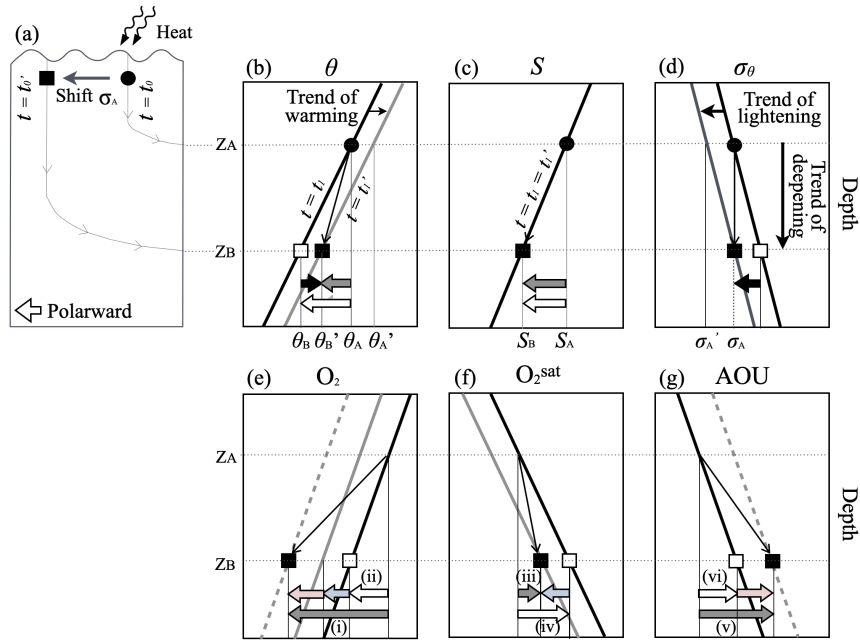 (a)
Heat
t = t₀'
Shift σA
t = t₀
Polarward
(b) θ
Trend of
warming
t = t₁
t = t₁'
θB θB' θA θA'
(c) S
t = t₁ = t₁'
SB SA
(d) σθ
Trend of
lightening
Trend of
deepening
σA' σA
ZA
ZB
Depth
(e) O₂
(ii)
(i)
(f) O₂sat
(iii)
(iv)
(g) AOU
(vi)
(v)
ZA
ZB
Depth